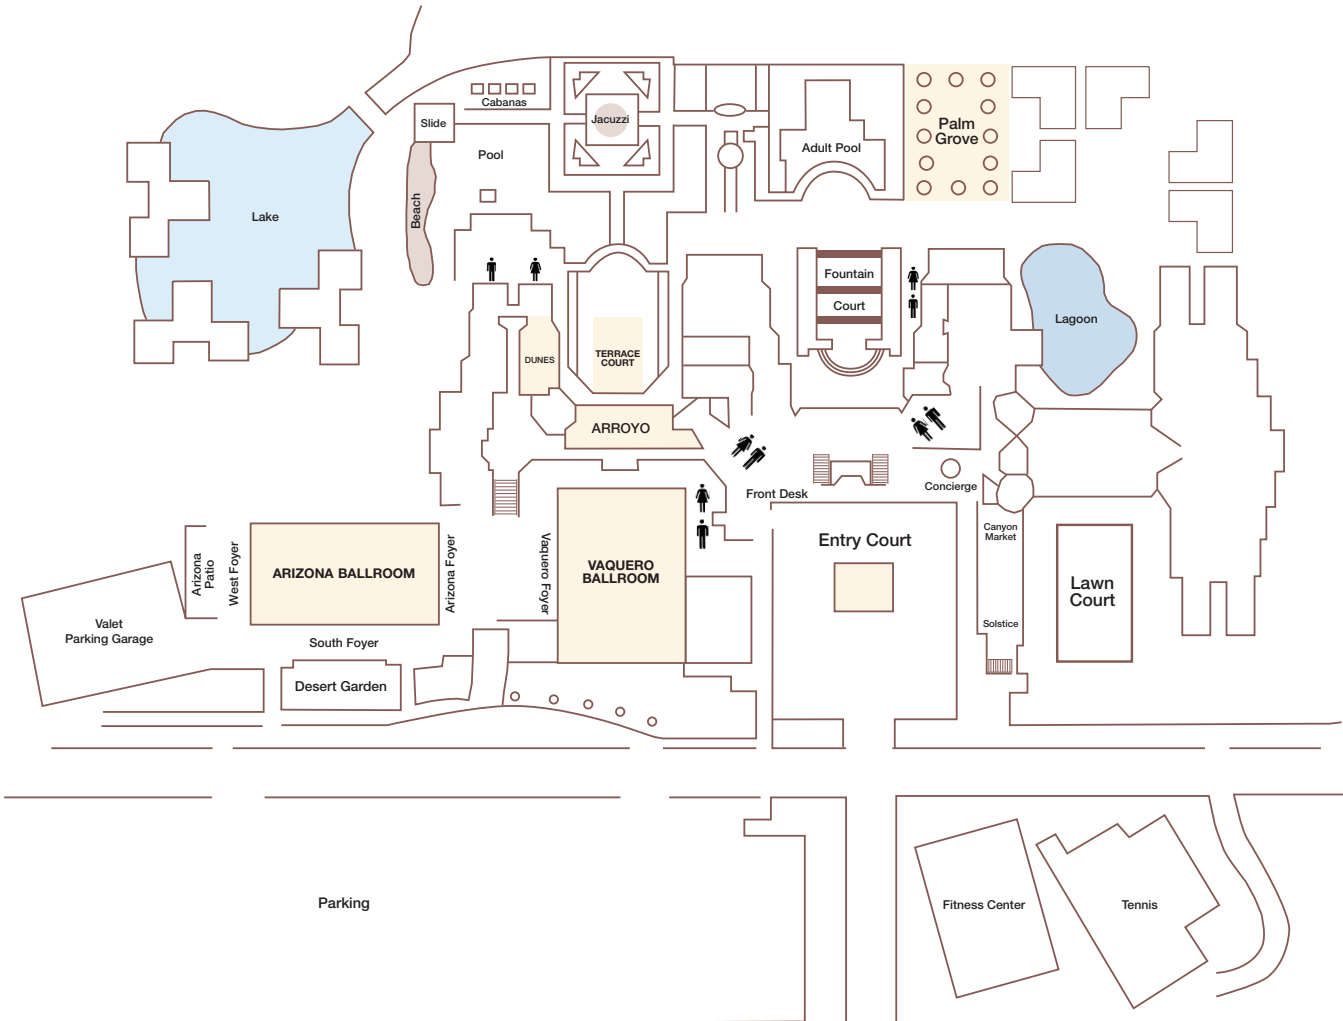 Cabanas
Slide
Jacuzzi
Pool
Adult Pool
Palm
Grove
Lake
Beach
Fountain
Court
Lagoon
DUNES
TERRACE
COURT
ARROYO
Front Desk
Concierge
Canyon
Market
Entry Court
Arizona
Patio
West Foyer
ARIZONA BALLROOM
Arizona Foyer
Vaquero Foyer
VAQUERO
BALLROOM
Lawn
Court
Solstice
Valet
Parking Garage
South Foyer
Desert Garden
Parking
Fitness Center
Tennis